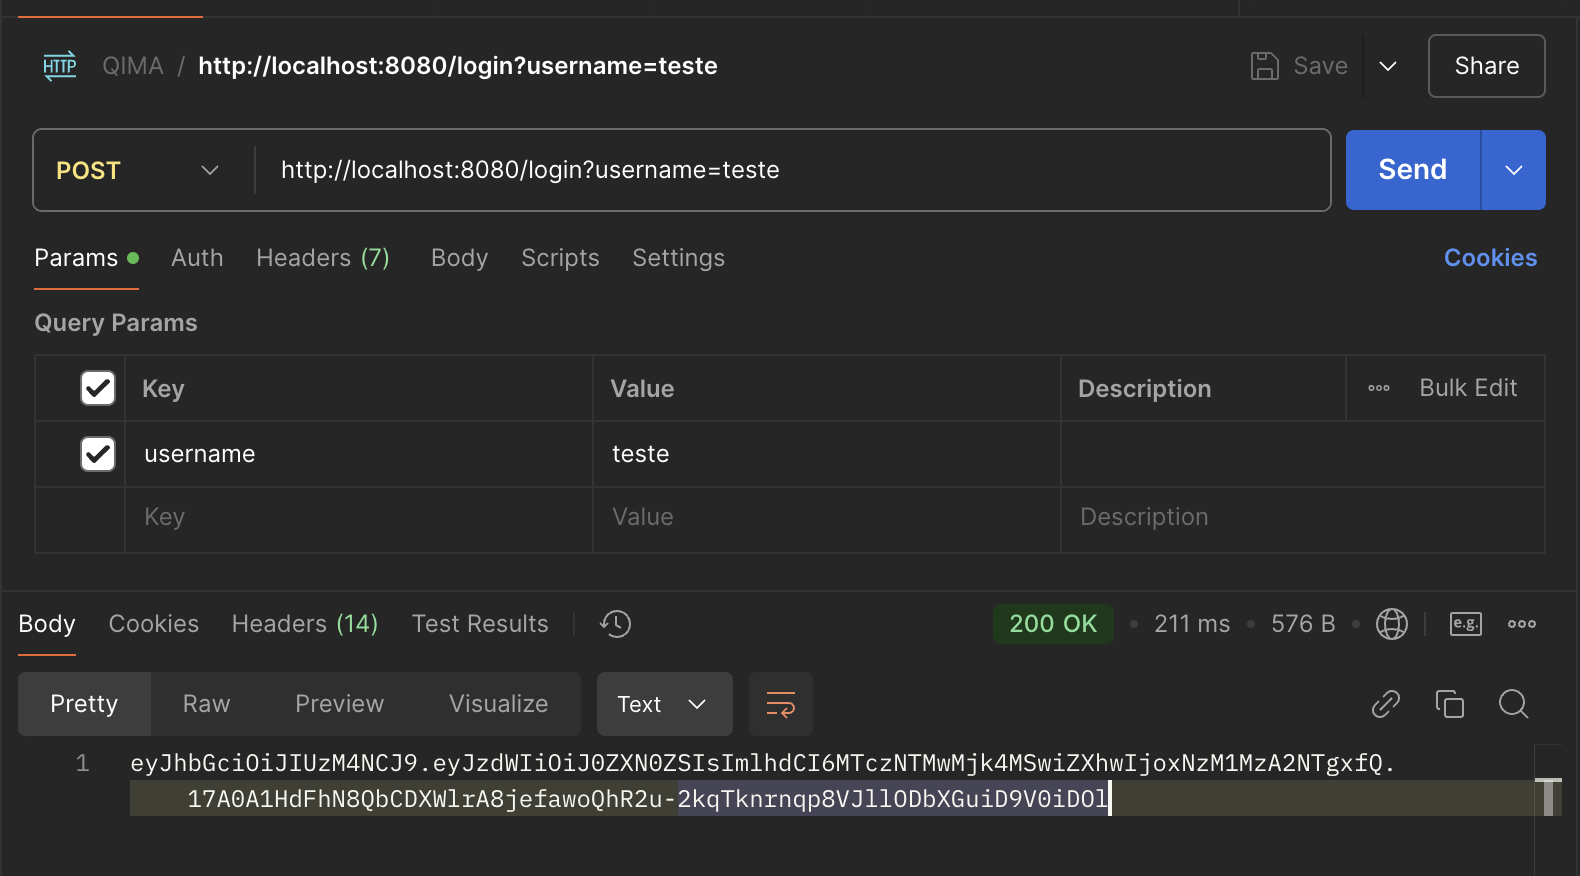 HTTP QIMA / http://localhost:8080/login?username=teste Save Share
POST http://localhost:8080/login?username=teste Send
Params Auth Headers (7) Body Scripts Settings Cookies
Query Params
Key Value Description Bulk Edit
username teste
Key Value Description
Body Cookies Headers (14) Test Results 200 OK 211 ms 576 B e.g.
Pretty Raw Preview Visualize Text
1 eyJhbGciOiJIUzM4NCJ9.eyJzdWIiOiJ0ZXN0ZSIsImlhdCI6MTczNTMwMjk4MSwiZXhwIjoxNzM1MzA2NTgxfQ.
17A0A1HdFhN8QbCDXWlrA8jefawoQhR2u-2kqTknrnqp8VJllODbXGuiD9V0iDOl